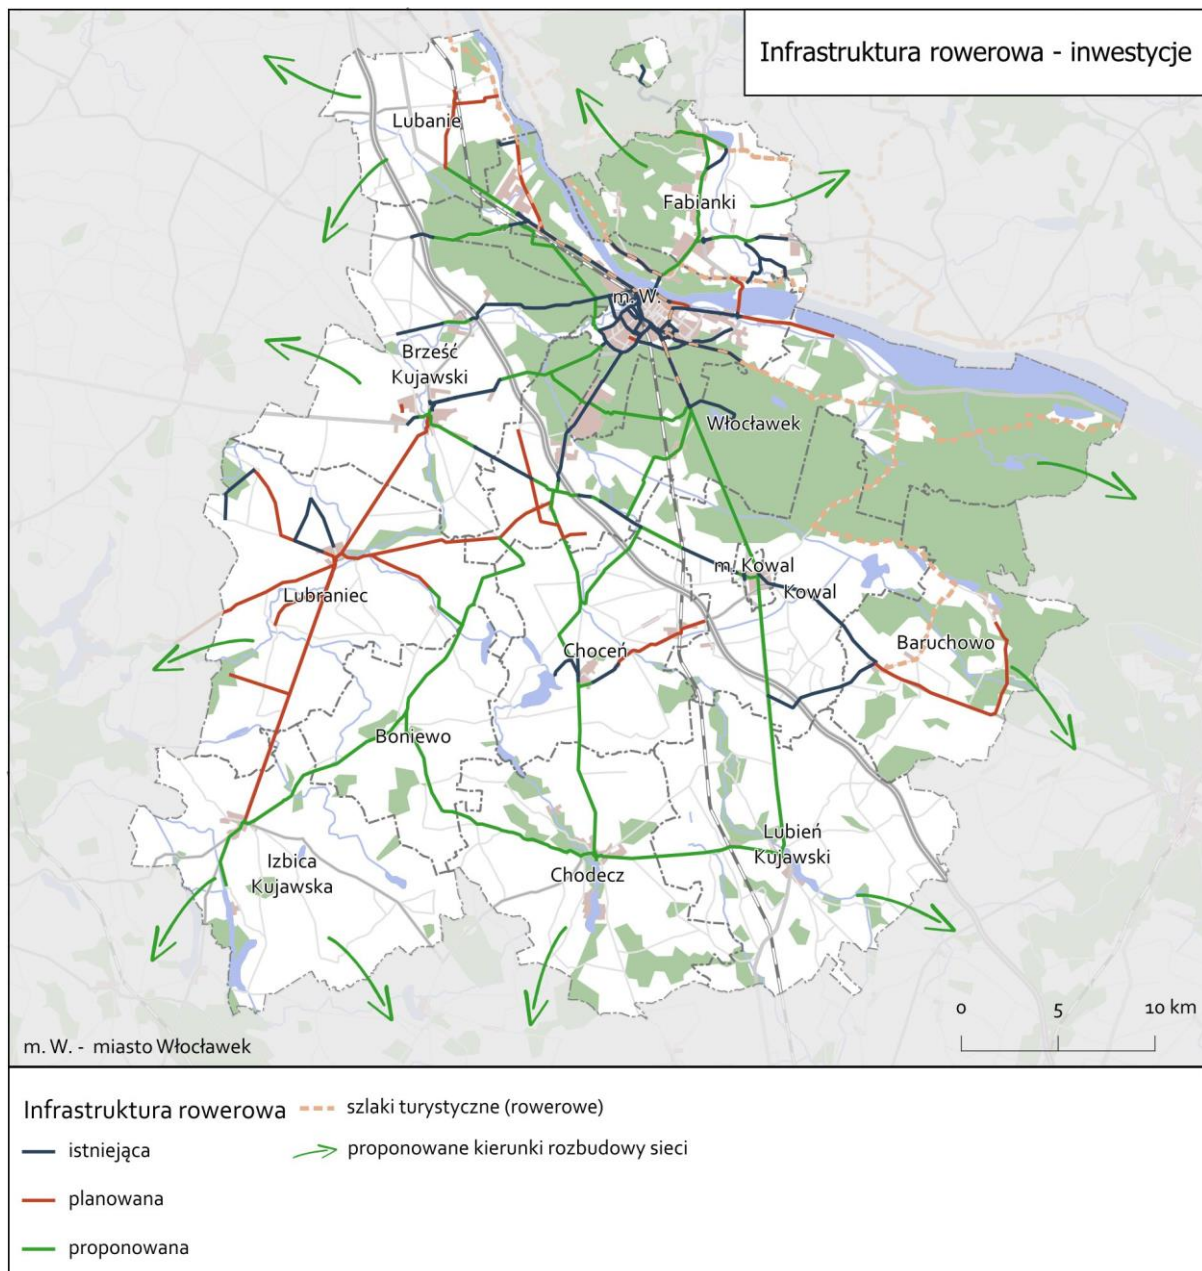 Infrastruktura rowerowa - inwestycje
Lubanie
Fabianki
m. W.
Brześć
Kujawski
Włocławek
m. Kowal
Kowal
Lubraniec
Choceń
Baruchowo
Boniewo
Lubień
Kujawski
Izbica
Kujawska
Chodecz
0 5 10 km
m. W. - miasto Włocławek
Infrastruktura rowerowa
istniejąca
planowana
proponowana
szlaki turystyczne (rowerowe)
proponowane kierunki rozbudowy sieci